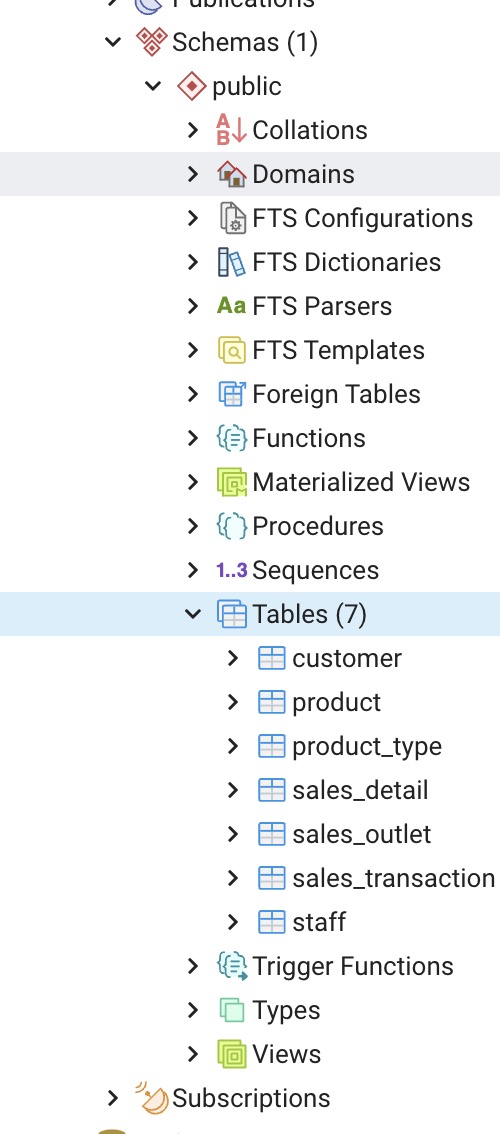 Publications
Schemas (1)
public
Collations
Domains
FTS Configurations
FTS Dictionaries
Aa FTS Parsers
FTS Templates
Foreign Tables
Functions
Materialized Views
Procedures
1..3 Sequences
Tables (7)
customer
product
product_type
sales_detail
sales_outlet
sales_transaction
staff
Trigger Functions
Types
Views
Subscriptions